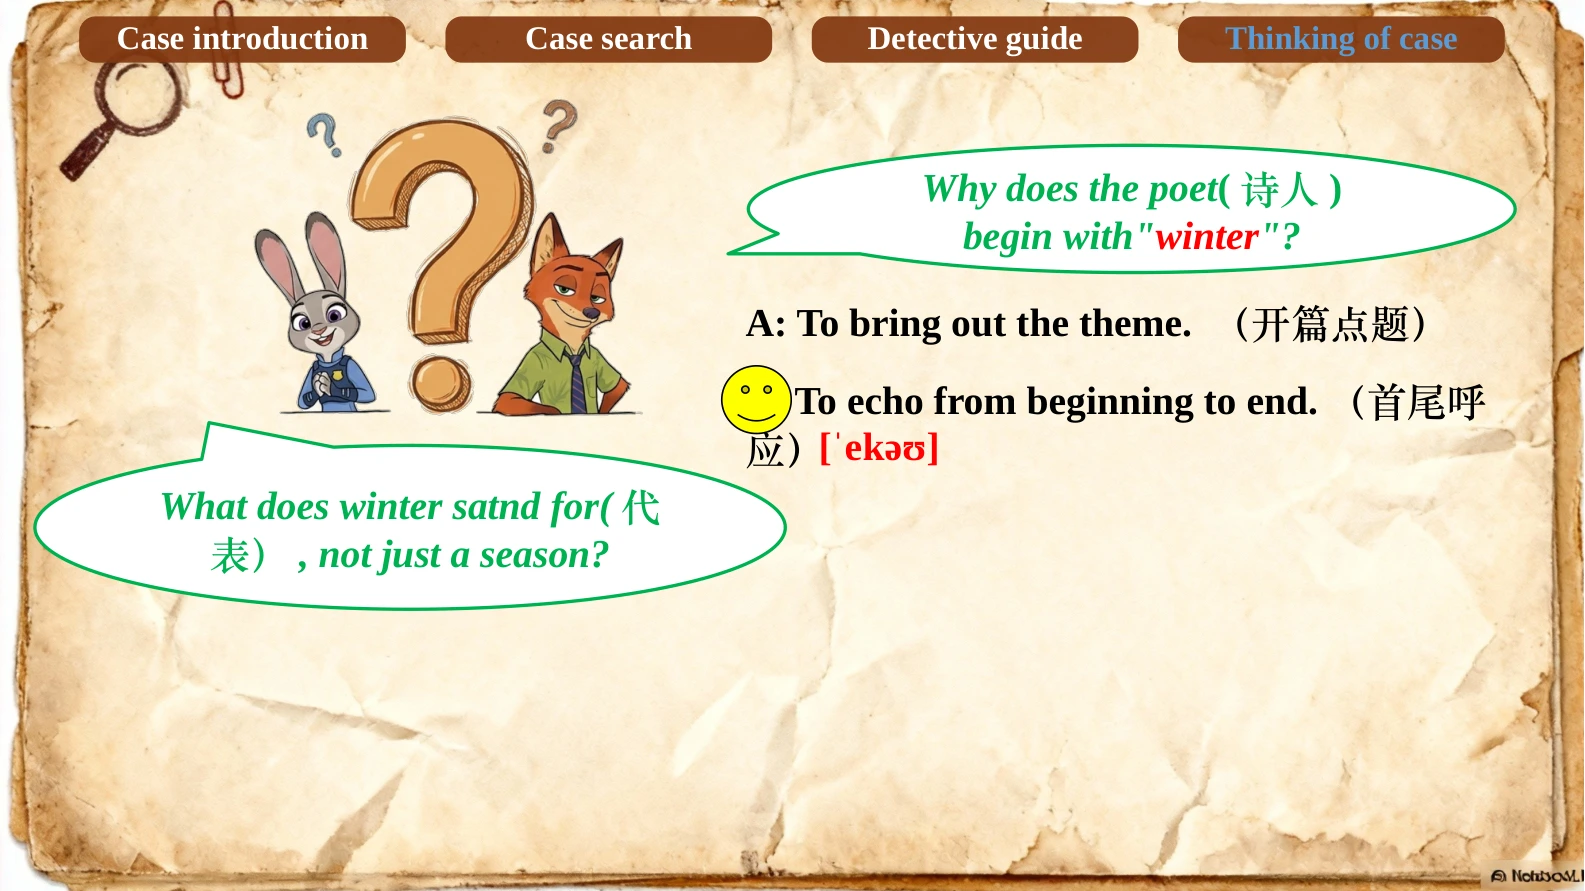 Case introduction
Case search
Detective guide
Thinking of case
Why does the poet( 诗人 )
begin with"winter"?
A: To bring out the theme. （开篇点题）
To echo from beginning to end. （首尾呼
应）[ˈekəʊ]
What does winter satnd for( 代
表） , not just a season?